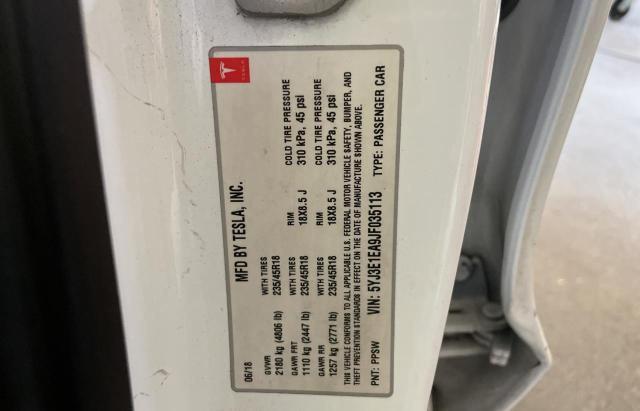 TESLA
06/18 MFD BY TESLA, INC.
GVWR WITH TIRES RIM COLD TIRE PRESSURE
2180 kg (4806 lb) 235/45R18 18X8.5 J 310 kPa, 45 psi
GAWR FRT WITH TIRES RIM COLD TIRE PRESSURE
1110 kg (2447 lb) 235/45R18 18X8.5 J 310 kPa, 45 psi
GAWR RR
1257 kg (2771 lb) 235/45R18
THIS VEHICLE CONFORMS TO ALL APPLICABLE U.S. FEDERAL MOTOR VEHICLE SAFETY, BUMPER, AND
THEFT PREVENTION STANDARDS IN EFFECT ON THE DATE OF MANUFACTURE SHOWN ABOVE.
PNT: PPSW VIN: 5YJ3E1EA9JF035113 TYPE: PASSENGER CAR